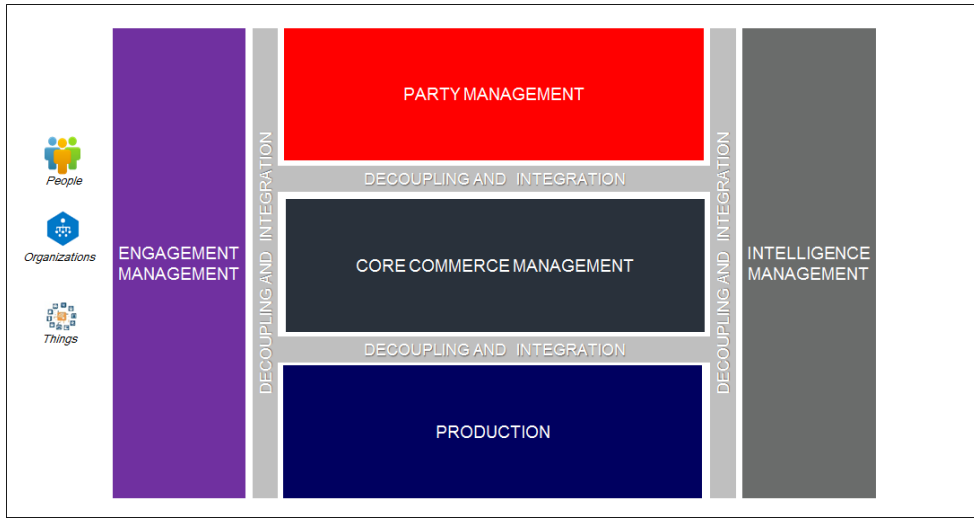 People
Organizations
Things
ENGAGEMENT
MANAGEMENT
DECOUPLING AND INTEGRATION
PARTY MANAGEMENT
DECOUPLING AND INTEGRATION
CORE COMMERCE MANAGEMENT
DECOUPLING AND INTEGRATION
PRODUCTION
DECOUPLING AND INTEGRATION
INTELLIGENCE
MANAGEMENT